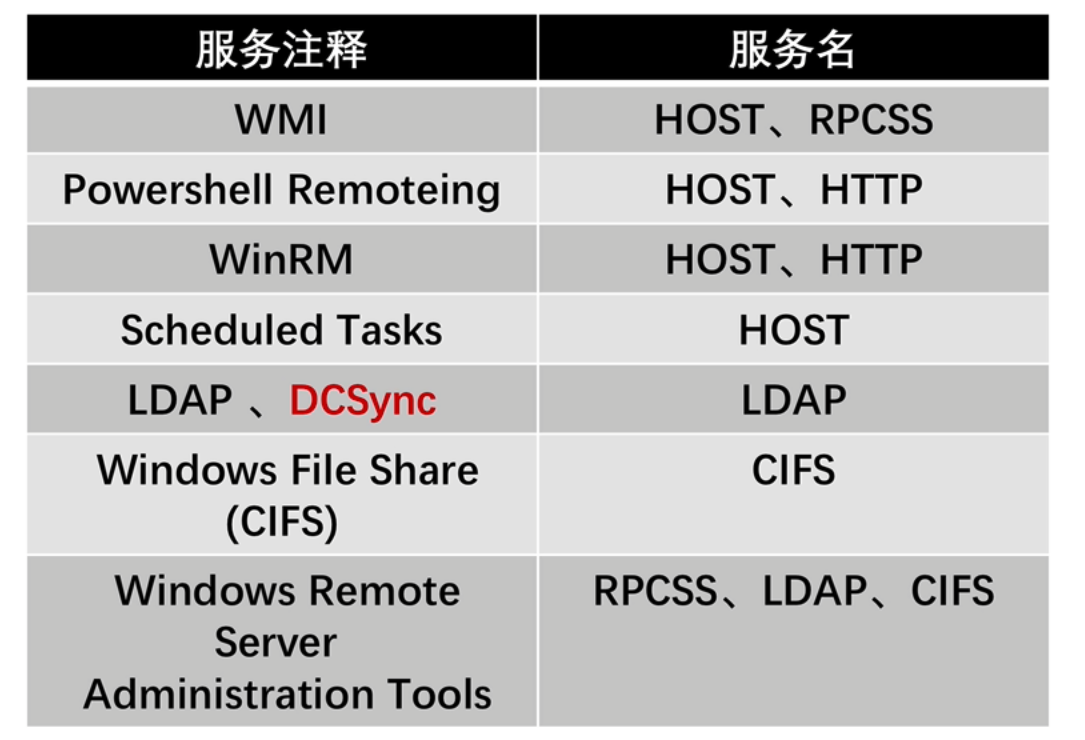 服务注释 服务名
WMI HOST、RPCSS
Powershell Remoteing HOST、HTTP
WinRM HOST、HTTP
Scheduled Tasks HOST
LDAP 、DCSync LDAP
Windows File Share CIFS
(CIFS)
Windows Remote RPCSS、LDAP、CIFS
Server
Administration Tools